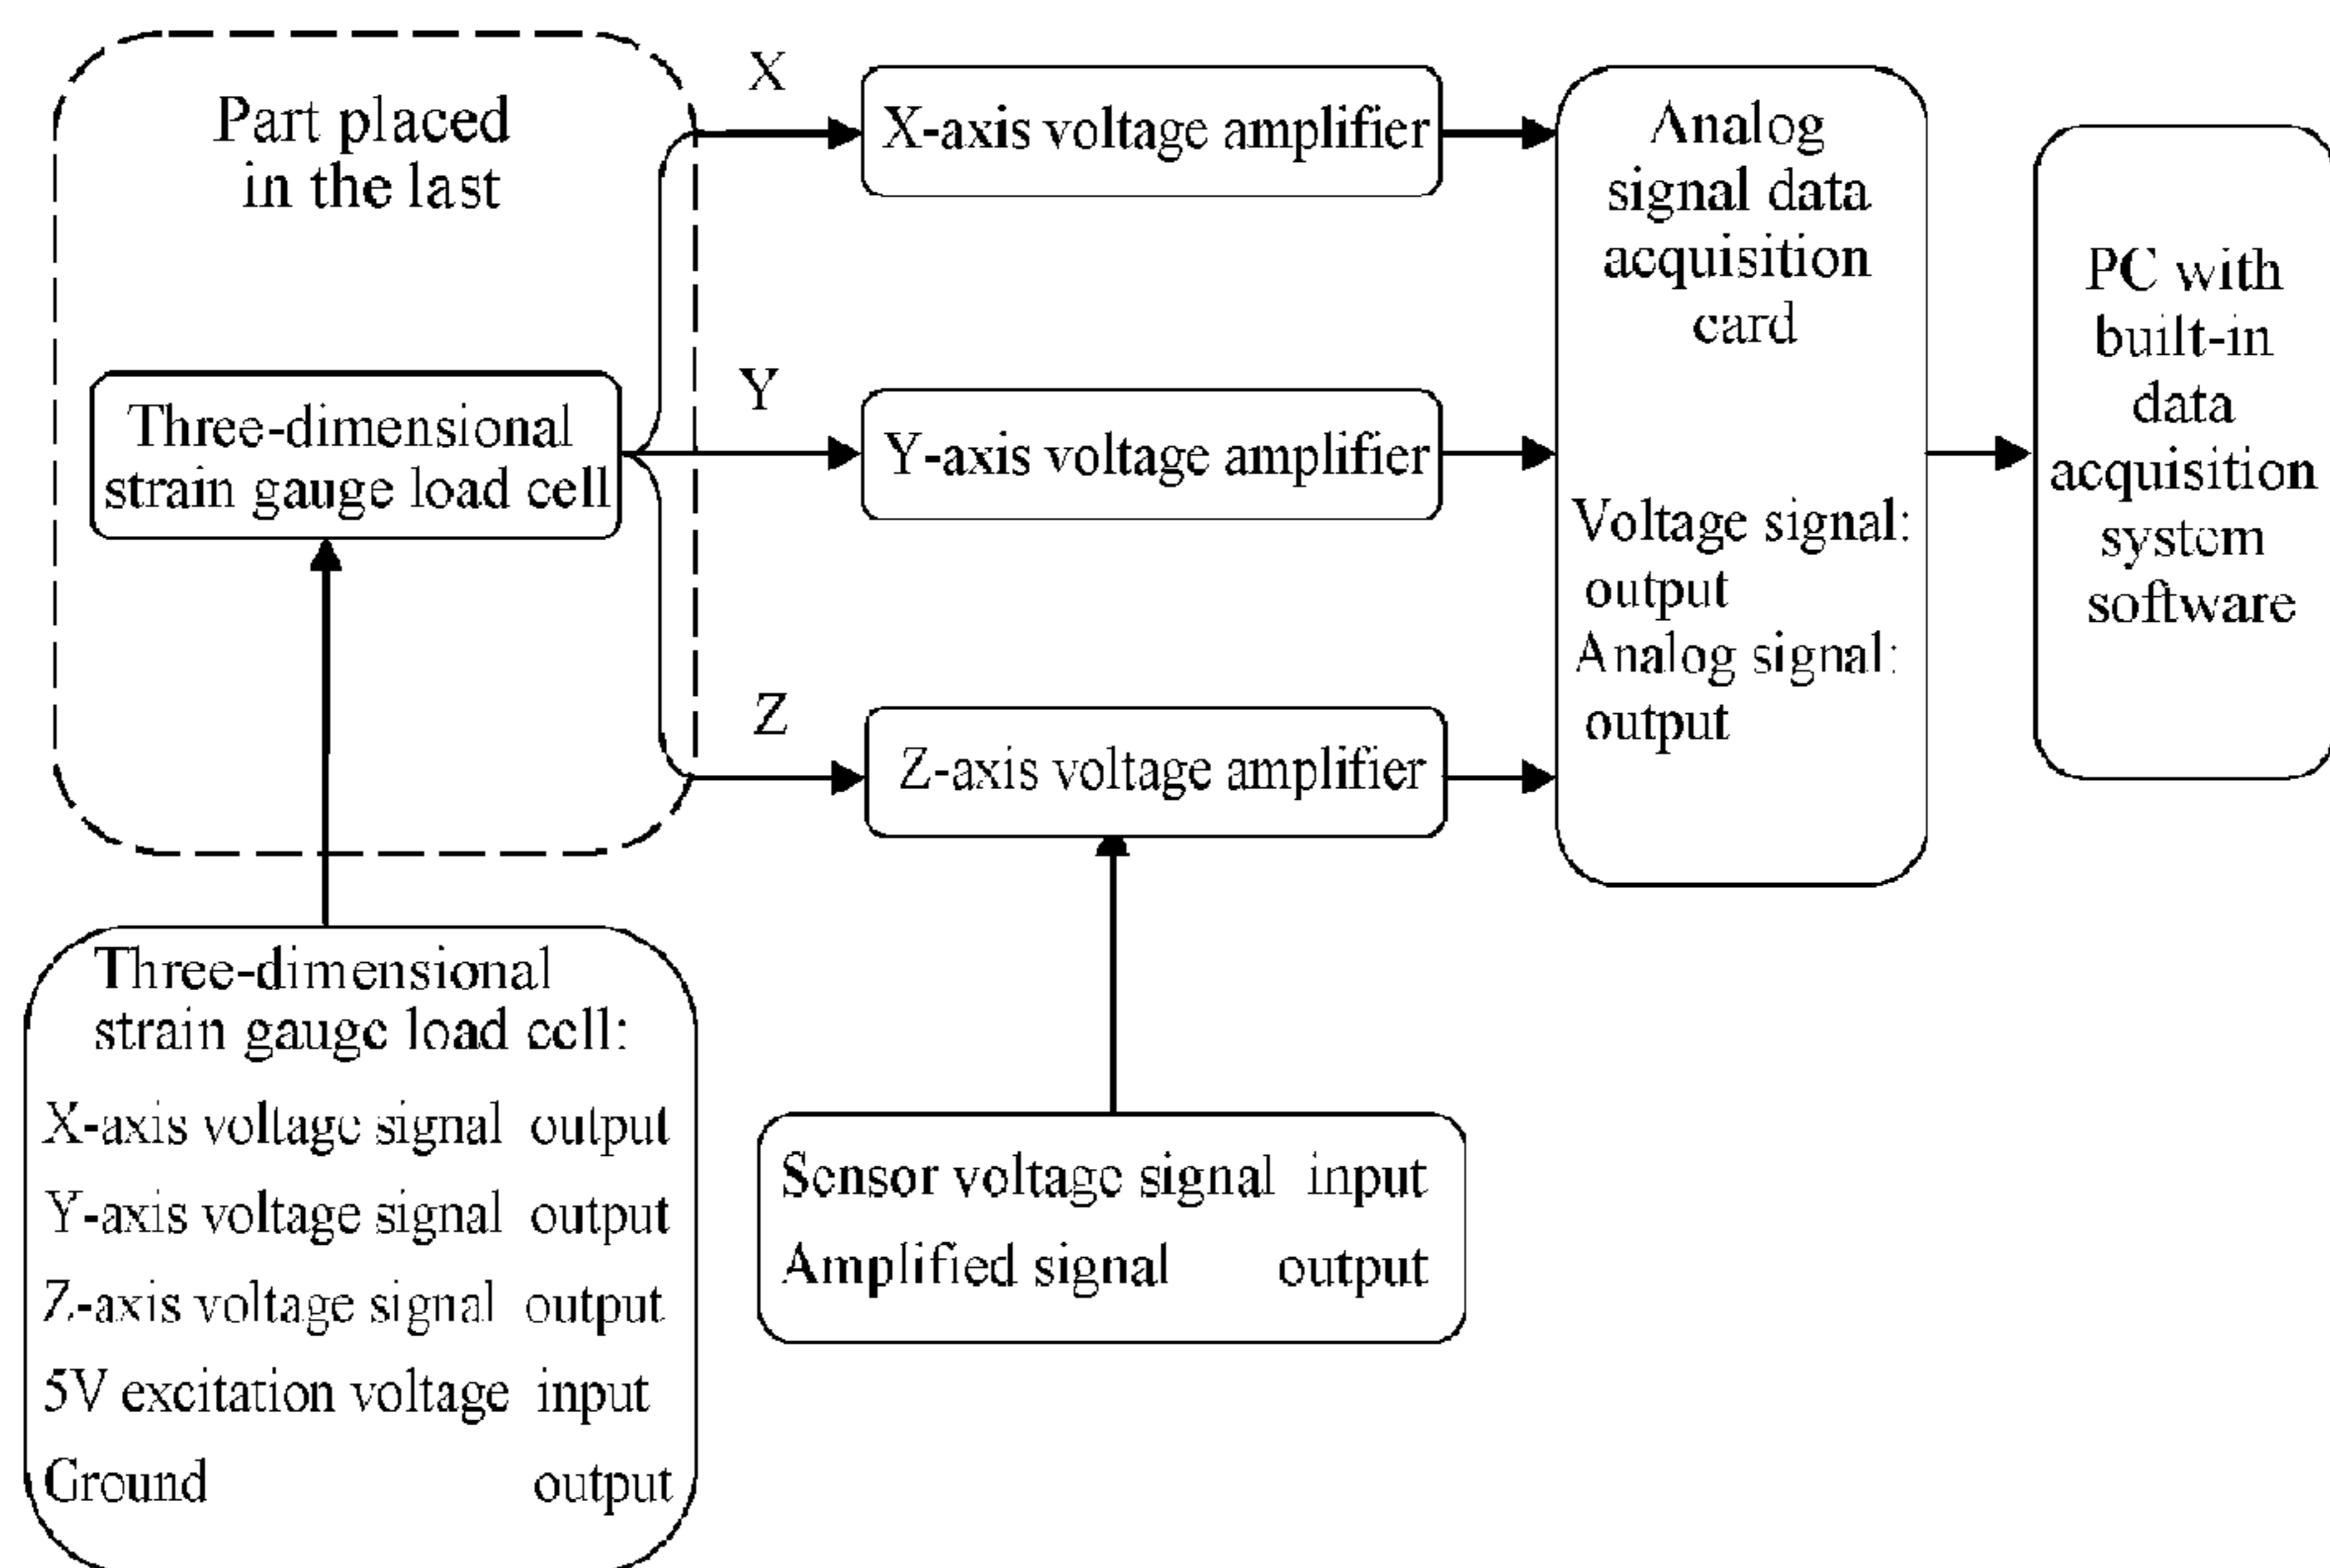 Part placed
in the last
Three-dimensional
strain gauge load cell
X
Y
Z
X-axis voltage amplifier
Y-axis voltage amplifier
Z-axis voltage amplifier
Analog
signal data
acquisition
card
Voltage signal:
output
Analog signal:
output
PC with
built-in
data
acquisition
system
software
Three-dimensional
strain gauge load cell:
X-axis voltage signal output
Y-axis voltage signal output
Z-axis voltage signal output
5V excitation voltage input
Ground output
Sensor voltage signal input
Amplified signal output